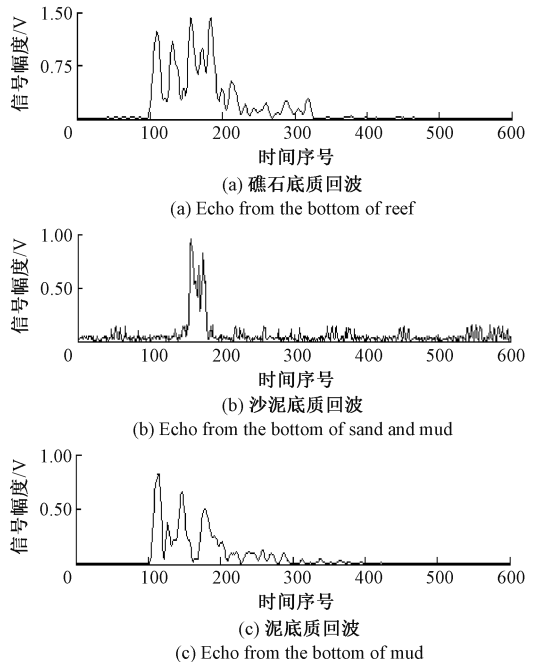 1.50
0.75
信号幅度/V
0 100 200 300 400 500 600
时间序号
(a) 礁石底质回波
(a) Echo from the bottom of reef
1.00
0.50
信号幅度/V
0 100 200 300 400 500 600
时间序号
(b) 沙泥底质回波
(b) Echo from the bottom of sand and mud
1.00
0.50
信号幅度/V
0 100 200 300 400 500 600
时间序号
(c) 泥底质回波
(c) Echo from the bottom of mud